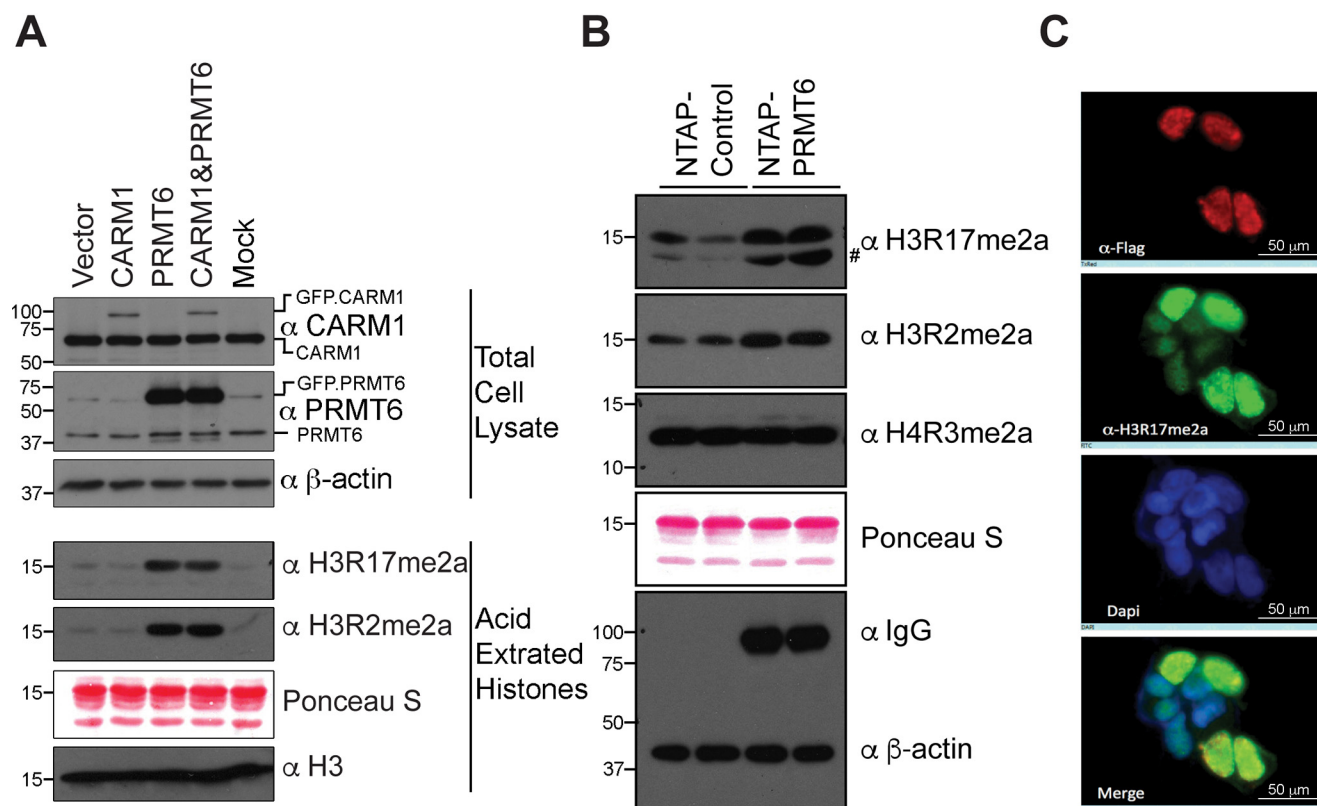 A
Vector
CARM1
PRMT6
CARM1&PRMT6
Mock
100
75
50
GFP.CARM1
α CARM1
CARM1
75
50
37
GFP.PRMT6
α PRMT6
PRMT6
37
α β-actin
Total
Cell
Lysate
15
α H3R17me2a
15
α H3R2me2a
15
Ponceau S
15
α H3
Acid
Extrated
Histones
B
NTAP-
Control
NTAP-
PRMT6
15
α H3R17me2a
#
15
α H3R2me2a
15
10
α H4R3me2a
15
Ponceau S
100
75
50
37
α IgG
α β-actin
C
α-Flag
50 μm
TxRed
α-H3R17me2a
50 μm
FITC
Dapi
50 μm
DAPI
Merge
50 μm